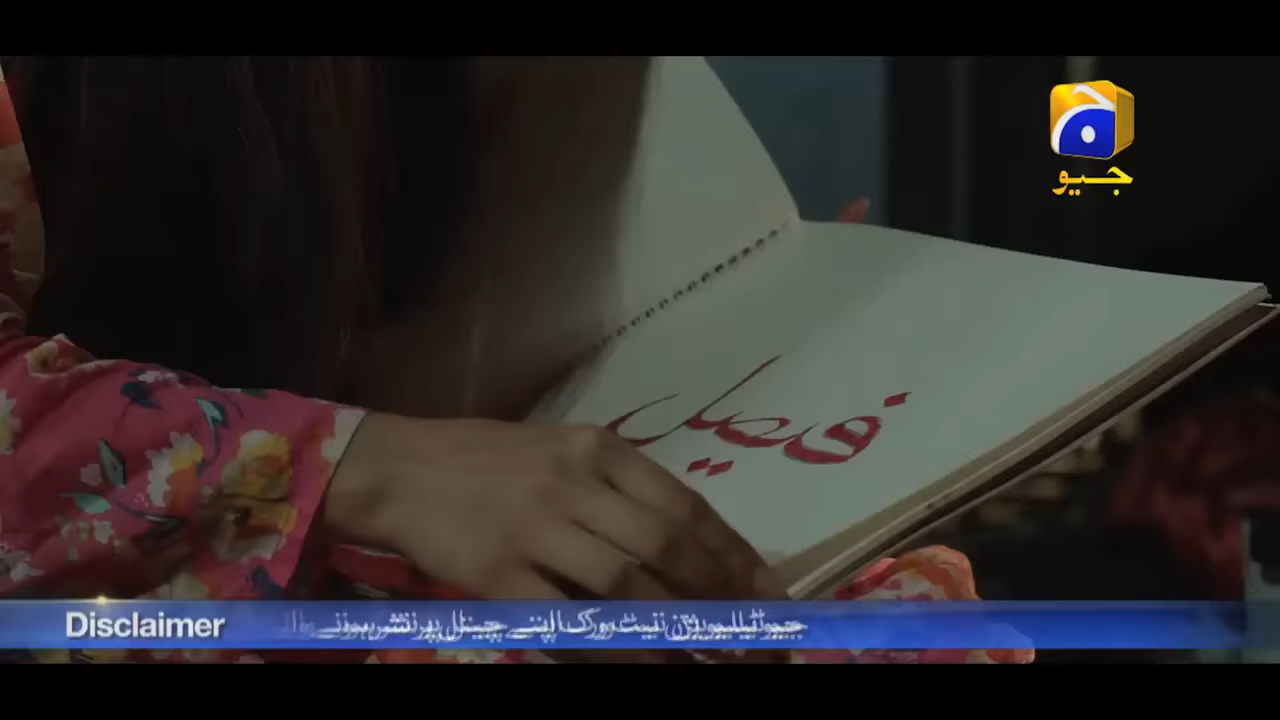 جیو
فیصل
Disclaimer جیو ٹیلیویژن نیٹ ورک اپنے چینل پر نشر ہونے